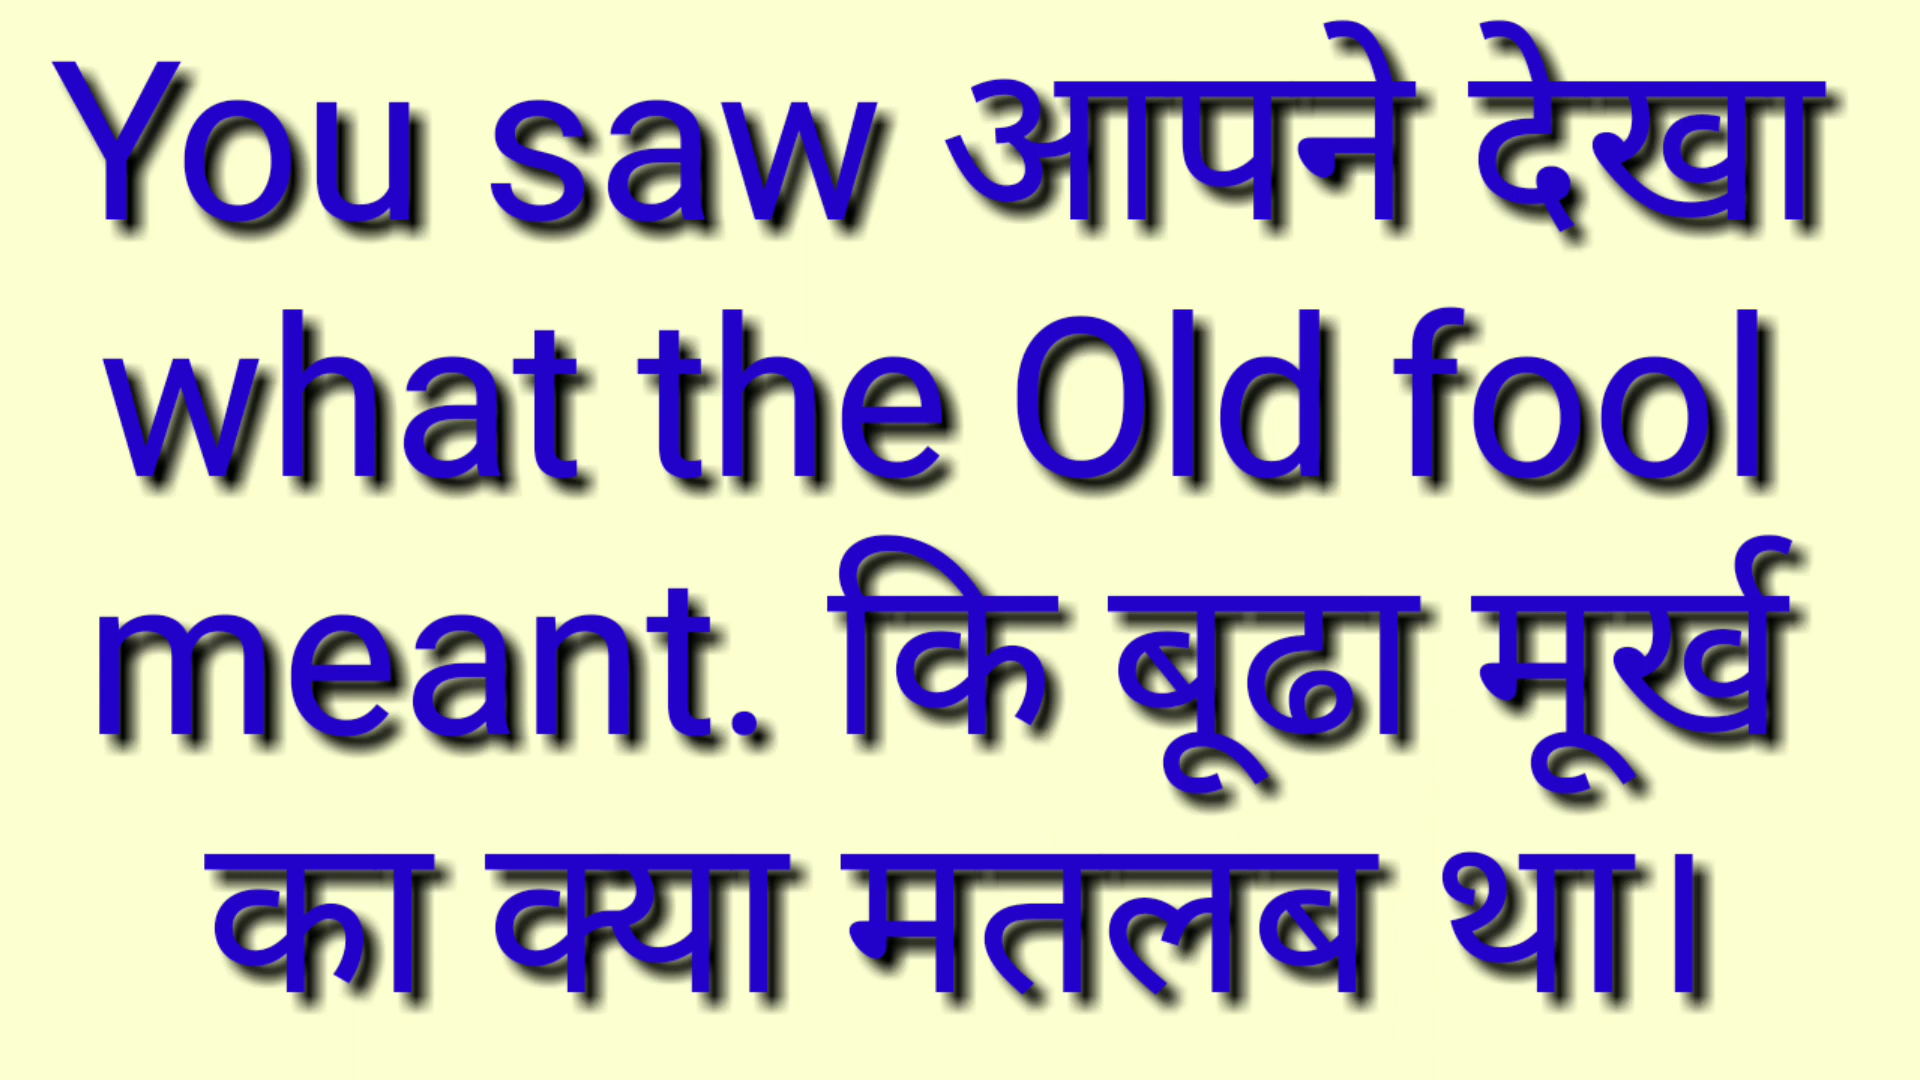 You saw आपने देखा
what the Old fool
meant. कि बूढा मूर्ख
का क्या मतलब था।